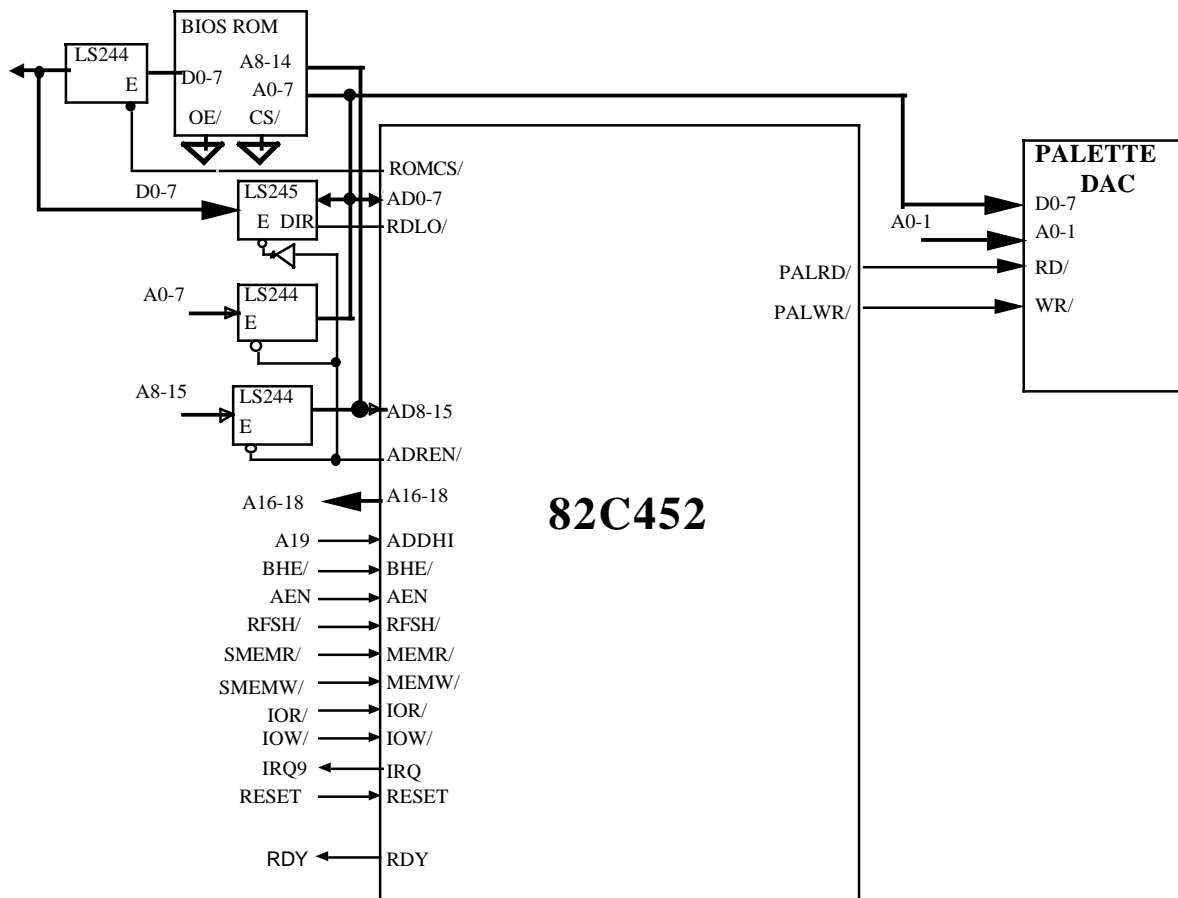 BIOS ROM
LS244
E
D0-7
A8-14
A0-7
OE/ CS/
ROMCS/
D0-7
LS245
E DIR
AD0-7
RDLO/
A0-7
LS244
E
A8-15
LS244
E
AD8-15
ADREN/
A16-18 A16-18
A19 ADDHI
BHE/ BHE/
AEN AEN
RFSH/ RFSH/
SMEMR/ MEMR/
SMEMW/ MEMW/
IOR/ IOR/
IOW/ IOW/
IRQ9 IRQ
RESET RESET
RDY RDY
82C452
PALRD/
PALWR/
A0-1
PALETTE
DAC
D0-7
A0-1
RD/
WR/